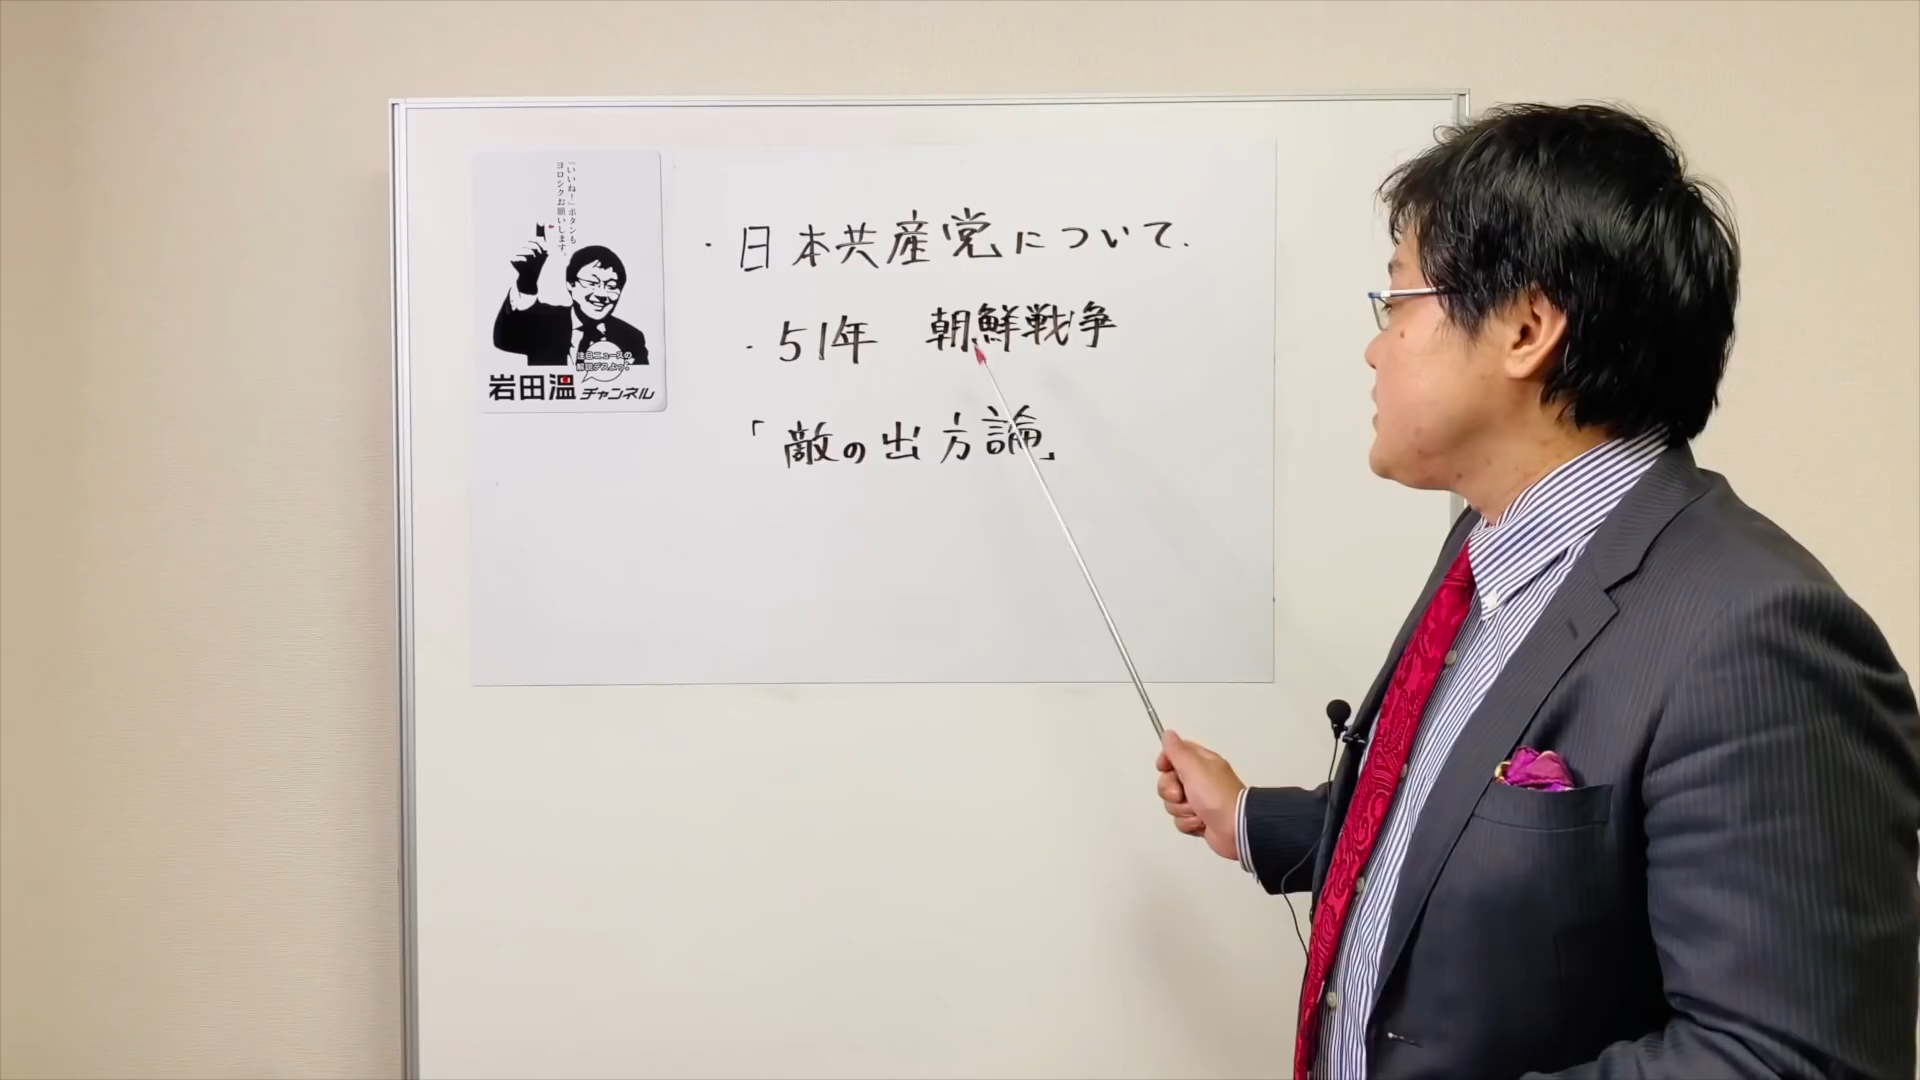 「いいね!」ボタンも
ヨロシクお願いします。
注目ニュースの
解説デスよっ!
岩田温チャンネル
・日本共産党について.
・51年 朝鮮戦争
「敵の出方論」